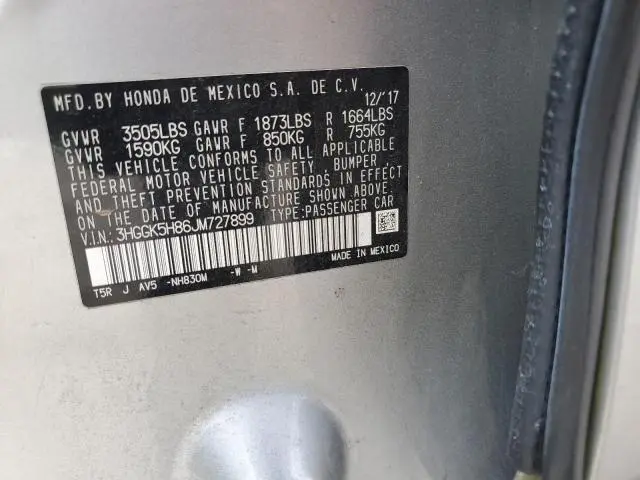 MFD.BY HONDA DE MEXICO S.A. DE C.V.
12/'17
GVWR 3505LBS GAWR F 1873LBS R 1664LBS
GVWR 1590KG GAWR F 850KG R 755KG
THIS VEHICLE CONFORMS TO ALL APPLICABLE
FEDERAL MOTOR VEHICLE SAFETY, BUMPER
AND THEFT PREVENTION STANDARDS IN EFFECT
ON THE DATE OF MANUFACTURE SHOWN ABOVE.
V.I.N: 3HGGK5H86JM727899 TYPE:PASSENGER CAR
MADE IN MEXICO
T5R J AV5 -NH830M -W -M